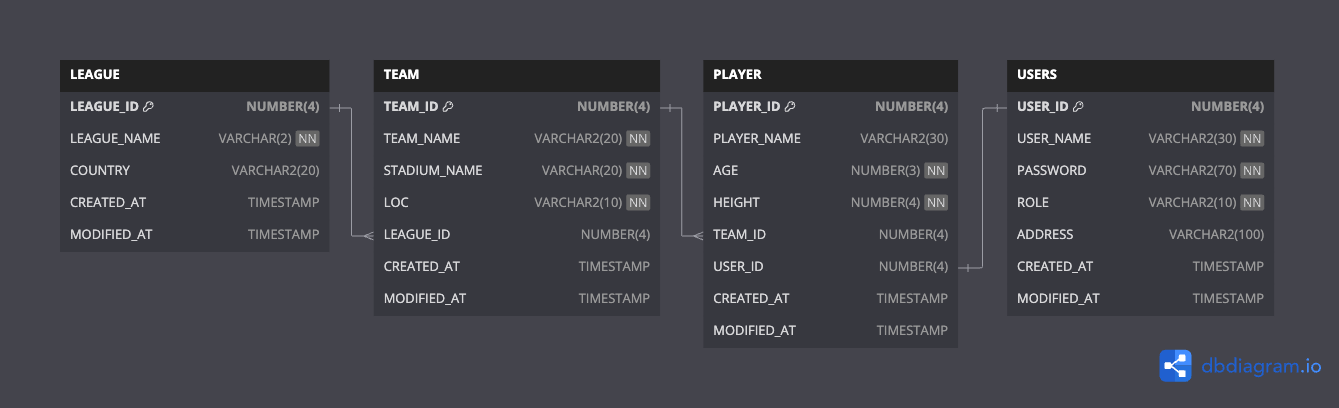 LEAGUE
LEAGUE_ID NUMBER(4)
LEAGUE_NAME VARCHAR(2) NN
COUNTRY VARCHAR2(20)
CREATED_AT TIMESTAMP
MODIFIED_AT TIMESTAMP
TEAM
TEAM_ID NUMBER(4)
TEAM_NAME VARCHAR2(20) NN
STADIUM_NAME VARCHAR(20) NN
LOC VARCHAR2(10) NN
LEAGUE_ID NUMBER(4)
CREATED_AT TIMESTAMP
MODIFIED_AT TIMESTAMP
PLAYER
PLAYER_ID NUMBER(4)
PLAYER_NAME VARCHAR2(30)
AGE NUMBER(3) NN
HEIGHT NUMBER(4) NN
TEAM_ID NUMBER(4)
USER_ID NUMBER(4)
CREATED_AT TIMESTAMP
MODIFIED_AT TIMESTAMP
USERS
USER_ID NUMBER(4)
USER_NAME VARCHAR2(30) NN
PASSWORD VARCHAR2(70) NN
ROLE VARCHAR2(10) NN
ADDRESS VARCHAR2(100)
CREATED_AT TIMESTAMP
MODIFIED_AT TIMESTAMP
dbdiagram.io